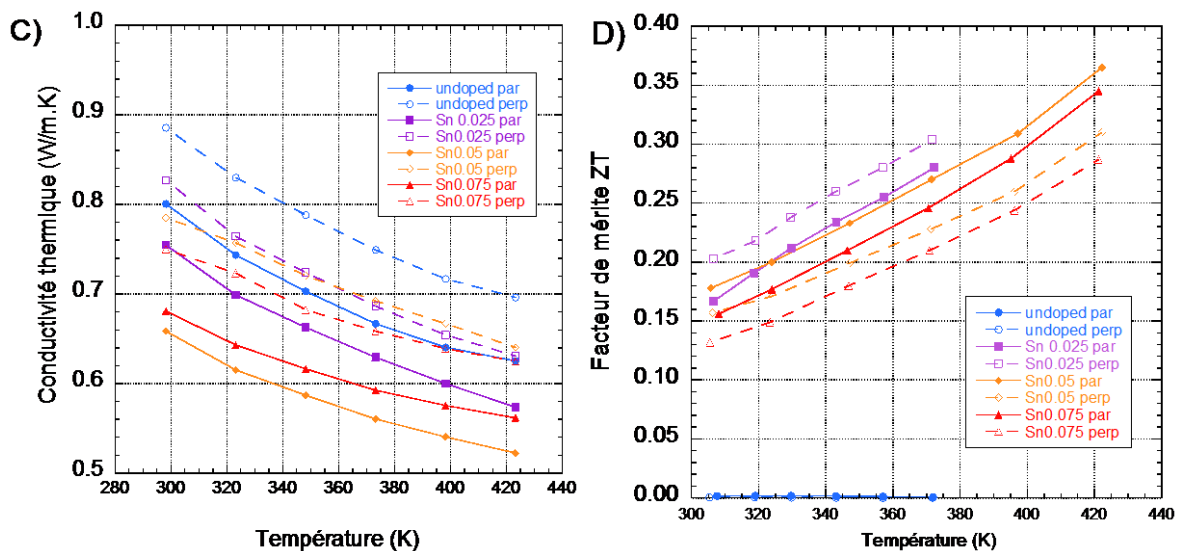 C)
Conductivité thermique (W/m.K)
1.0
0.9
0.8
0.7
0.6
0.5
280 300 320 340 360 380 400 420 440
Température (K)
undoped par
undoped perp
Sn 0.025 par
Sn 0.025 perp
Sn0.05 par
Sn0.05 perp
Sn0.075 par
Sn0.075 perp
D)
Facteur de mérite ZT
0.40
0.35
0.30
0.25
0.20
0.15
0.10
0.05
0.00
300 320 340 360 380 400 420 440
Température (K)
undoped par
undoped perp
Sn 0.025 par
Sn 0.025 perp
Sn0.05 par
Sn0.05 perp
Sn0.075 par
Sn0.075 perp